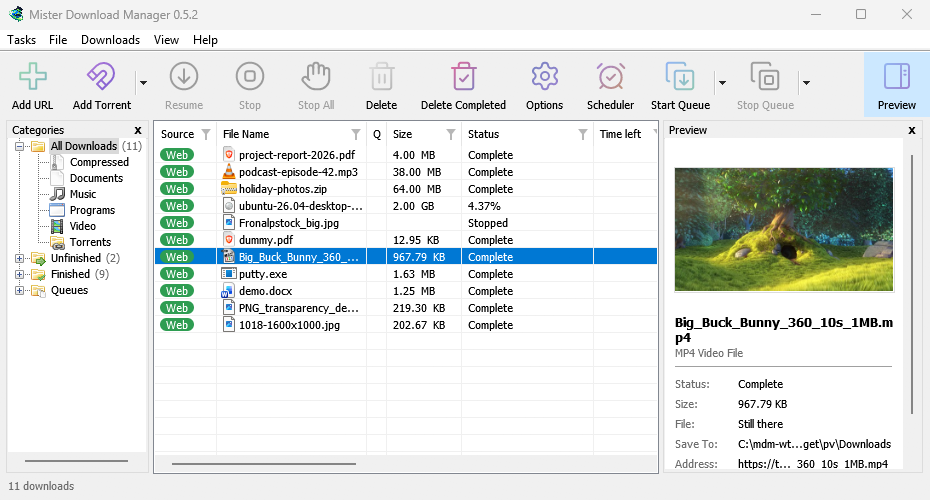 Mister Download Manager 0.5.2
Tasks File Downloads View Help
Add URL Add Torrent Resume Stop Stop All Delete Delete Completed Options Scheduler Start Queue Stop Queue Preview
Categories x
All Downloads (11)
Compressed
Documents
Music
Programs
Video
Torrents
Unfinished (2)
Finished (9)
Queues
Source File Name Q Size Status Time left
Web project-report-2026.pdf 4.00 MB Complete
Web podcast-episode-42.mp3 38.00 MB Complete
Web holiday-photos.zip 64.00 MB Complete
Web ubuntu-26.04-desktop-... 2.00 GB 4.37%
Web Fronalpstock_big.jpg Stopped
Web dummy.pdf 12.95 KB Complete
Web Big_Buck_Bunny_360_... 967.79 KB Complete
Web putty.exe 1.63 MB Complete
Web demo.docx 1.25 MB Complete
Web PNG_transparency_de... 219.30 KB Complete
Web 1018-1600x1000.jpg 202.67 KB Complete
Preview x
Big_Buck_Bunny_360_10s_1MB.m
p4
MP4 Video File
Status: Complete
Size: 967.79 KB
File: Still there
Save To: C:\mdm-wt...get\pv\Downloads
Address: https://t..._360_10s_1MB.mp4
11 downloads